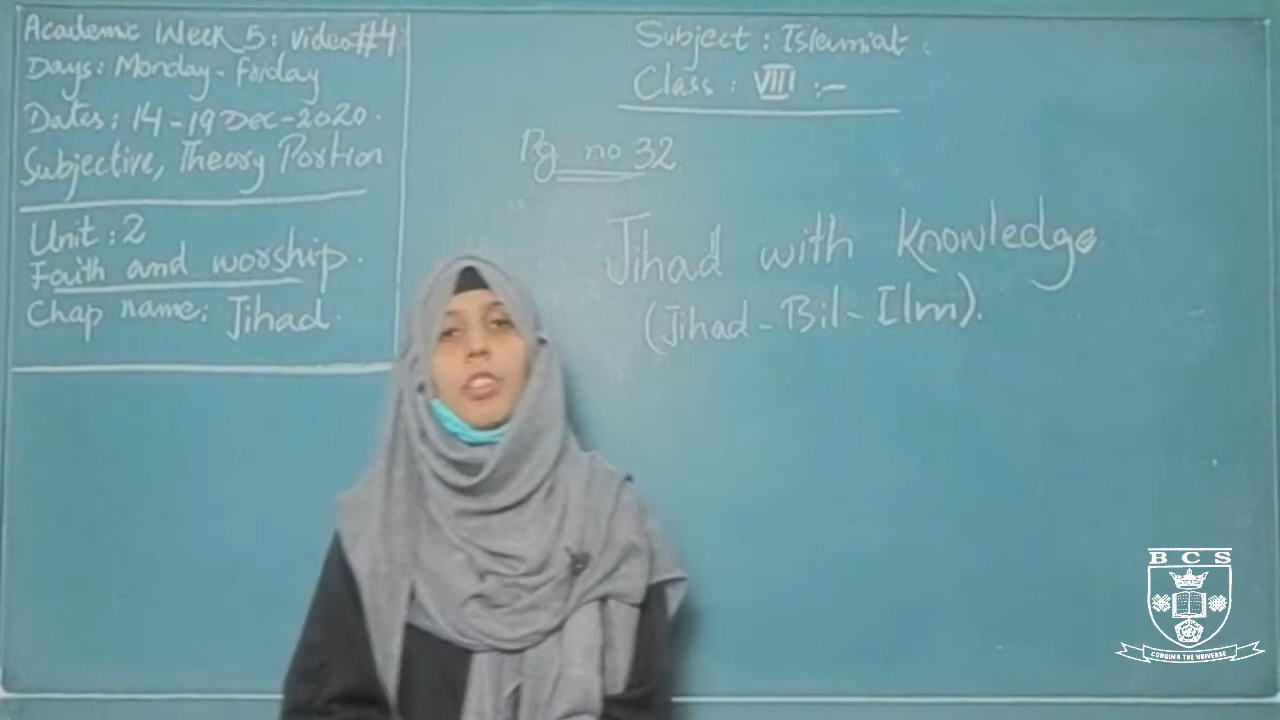 Academic Week 5: Video#4
Days: Monday - Friday
Dates: 14-19 Dec-2020.
Subjective, Theory Portion
Unit: 2
Faith and worship.
Chap name: Jihad.
Subject: Islamiat.
Class: VIII :-
Pg no 32
Jihad with knowledge
(Jihad-Bil-Ilm).
B C S
CONQUER THE UNIVERSE